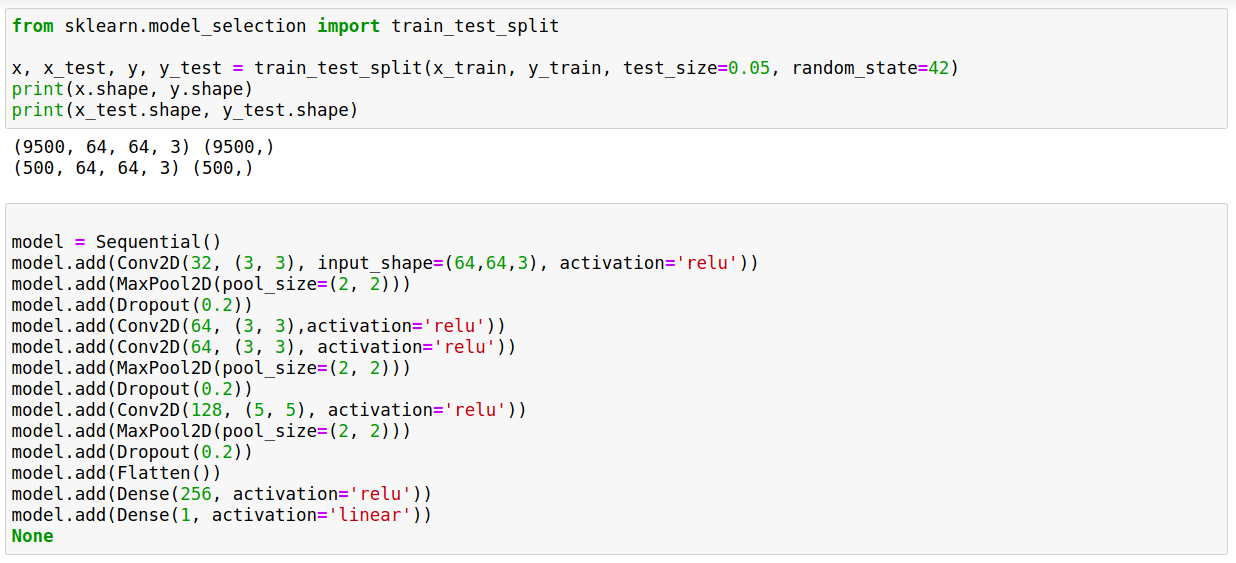 from sklearn.model_selection import train_test_split
x, x_test, y, y_test = train_test_split(x_train, y_train, test_size=0.05, random_state=42)
print(x.shape, y.shape)
print(x_test.shape, y_test.shape)
(9500, 64, 64, 3) (9500,)
(500, 64, 64, 3) (500,)
model = Sequential()
model.add(Conv2D(32, (3, 3), input_shape=(64,64,3), activation='relu'))
model.add(MaxPool2D(pool_size=(2, 2)))
model.add(Dropout(0.2))
model.add(Conv2D(64, (3, 3),activation='relu'))
model.add(Conv2D(64, (3, 3), activation='relu'))
model.add(MaxPool2D(pool_size=(2, 2)))
model.add(Dropout(0.2))
model.add(Conv2D(128, (5, 5), activation='relu'))
model.add(MaxPool2D(pool_size=(2, 2)))
model.add(Dropout(0.2))
model.add(Flatten())
model.add(Dense(256, activation='relu'))
model.add(Dense(1, activation='linear'))
None